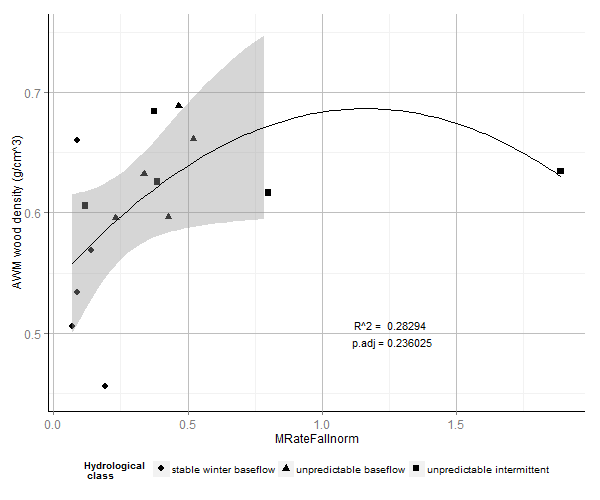 0.7
0.6
0.5
AWM wood density (g/cm^3)
R^2 = 0.28294
p.adj = 0.236025
0.0 0.5 1.0 1.5
MRateFallnorm
Hydrological
class
stable winter baseflow unpredictable baseflow unpredictable intermittent